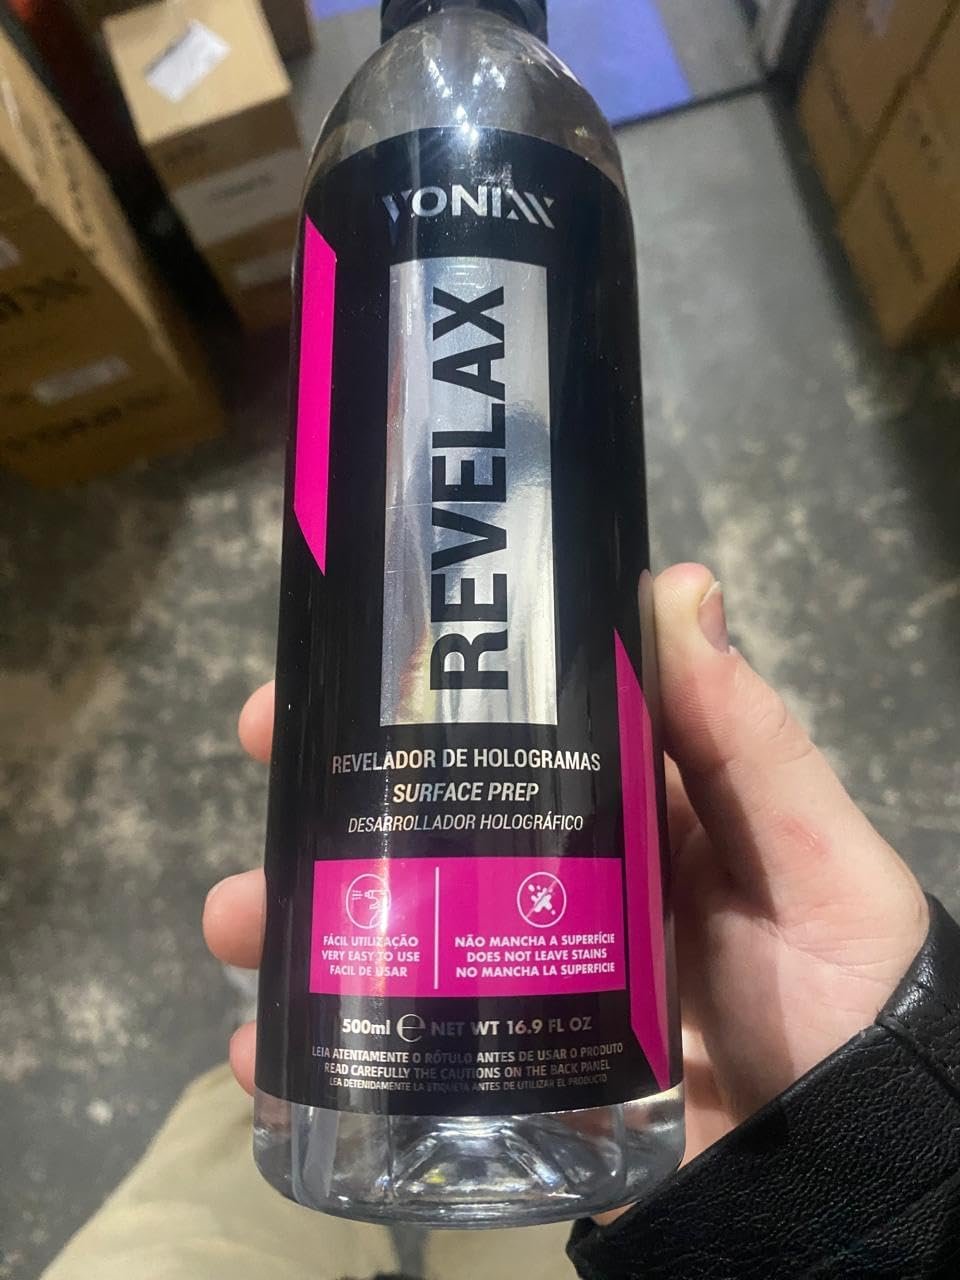 VONIXX
REVELAX
REVELADOR DE HOLOGRAMAS
SURFACE PREP
DESARROLLADOR HOLOGRÁFICO
FÁCIL UTILIZAÇÃO
VERY EASY TO USE
FACIL DE USAR
NÃO MANCHA A SUPERFÍCIE
DOES NOT LEAVE STAINS
NO MANCHA LA SUPERFICIE
500ml ℮ NET WT 16.9 FL OZ
LEIA ATENTAMENTE O RÓTULO ANTES DE USAR O PRODUTO
READ CAREFULLY THE CAUTIONS ON THE BACK PANEL
LEA DETENIDAMENTE LA ETIQUETA ANTES DE UTILIZAR EL PRODUCTO